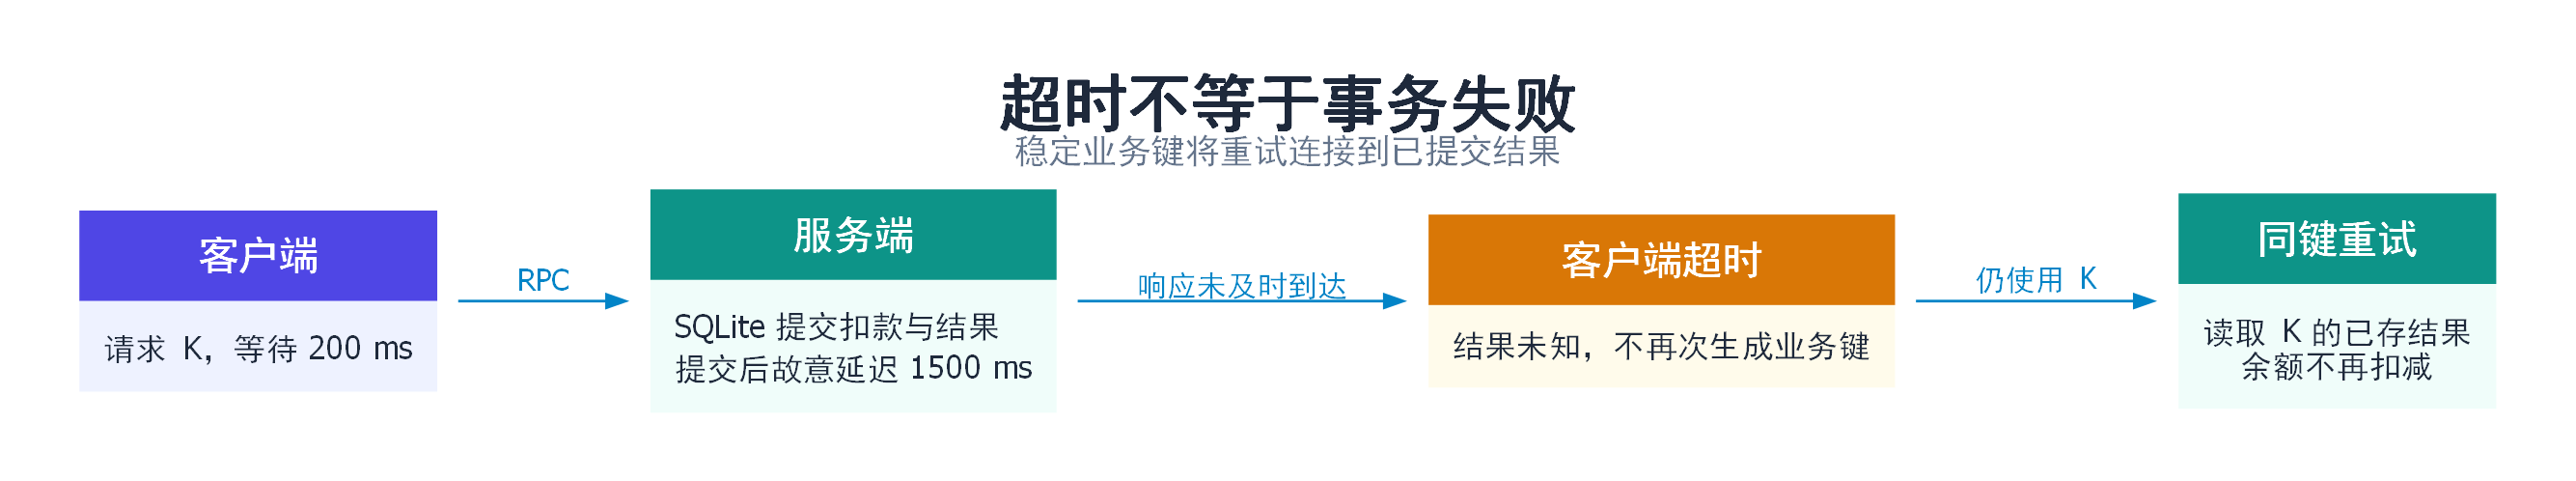 超时不等于事务失败
稳定业务键将重试连接到已提交结果
客户端
请求 K，等待 200 ms
RPC
服务端
SQLite 提交扣款与结果
提交后故意延迟 1500 ms
响应未及时到达
客户端超时
结果未知，不再次生成业务键
仍使用 K
同键重试
读取 K 的已存结果
余额不再扣减